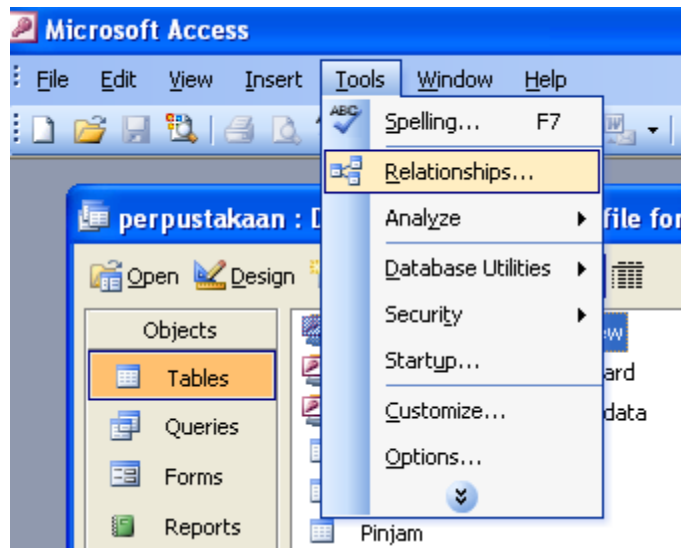 Microsoft Access
File Edit View Insert Tools Window Help
ABC Spelling... F7
Relationships...
perpustakaan : file for
Analyze
Open Design
Database Utilities
Objects
Security
Tables
Startup...
ard
Queries
Customize...
data
Forms
Options...
Reports
Pinjam